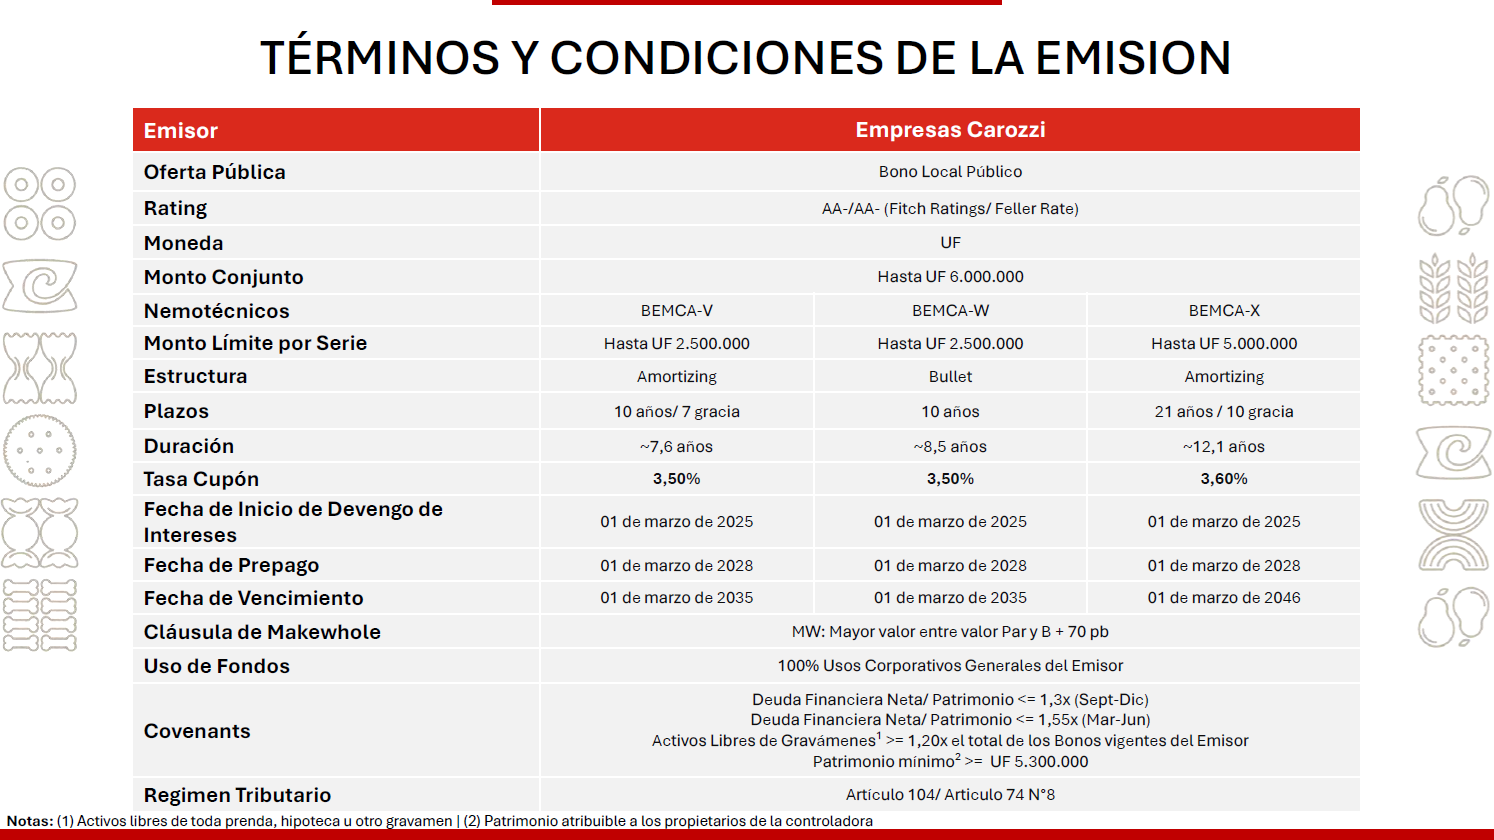 TÉRMINOS Y CONDICIONES DE LA EMISION
Emisor Empresas Carozzi
Oferta Pública Bono Local Público
Rating AA-/AA- (Fitch Ratings/ Feller Rate)
Moneda UF
Monto Conjunto Hasta UF 6.000.000
Nemotécnicos BEMCA-V BEMCA-W BEMCA-X
Monto Límite por Serie Hasta UF 2.500.000 Hasta UF 2.500.000 Hasta UF 5.000.000
Estructura Amortizing Bullet Amortizing
Plazos 10 años/ 7 gracia 10 años 21 años / 10 gracia
Duración ~7,6 años ~8,5 años ~12,1 años
Tasa Cupón 3,50% 3,50% 3,60%
Fecha de Inicio de Devengo de
Intereses 01 de marzo de 2025 01 de marzo de 2025 01 de marzo de 2025
Fecha de Prepago 01 de marzo de 2028 01 de marzo de 2028 01 de marzo de 2028
Fecha de Vencimiento 01 de marzo de 2035 01 de marzo de 2035 01 de marzo de 2046
Cláusula de Makewhole MW: Mayor valor entre valor Par y B + 70 pb
Uso de Fondos 100% Usos Corporativos Generales del Emisor
Covenants
Deuda Financiera Neta/ Patrimonio <= 1,3x (Sept-Dic)
Deuda Financiera Neta/ Patrimonio <= 1,55x (Mar-Jun)
Activos Libres de Gravámenes¹ >= 1,20x el total de los Bonos vigentes del Emisor
Patrimonio mínimo² >= UF 5.300.000
Regimen Tributario Artículo 104/ Articulo 74 N°8
Notas: (1) Activos libres de toda prenda, hipoteca u otro gravamen | (2) Patrimonio atribuible a los propietarios de la controladora